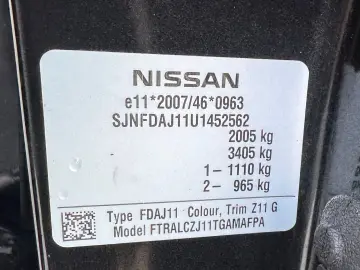 NISSAN
e11*2007/46*0963
SJNFDAJ11U1452562
2005 kg
3405 kg
1– 1110 kg
2– 965 kg
Type FDAJ11 Colour, Trim Z11 G
Model FTRALCZJ11TGAMAFPA